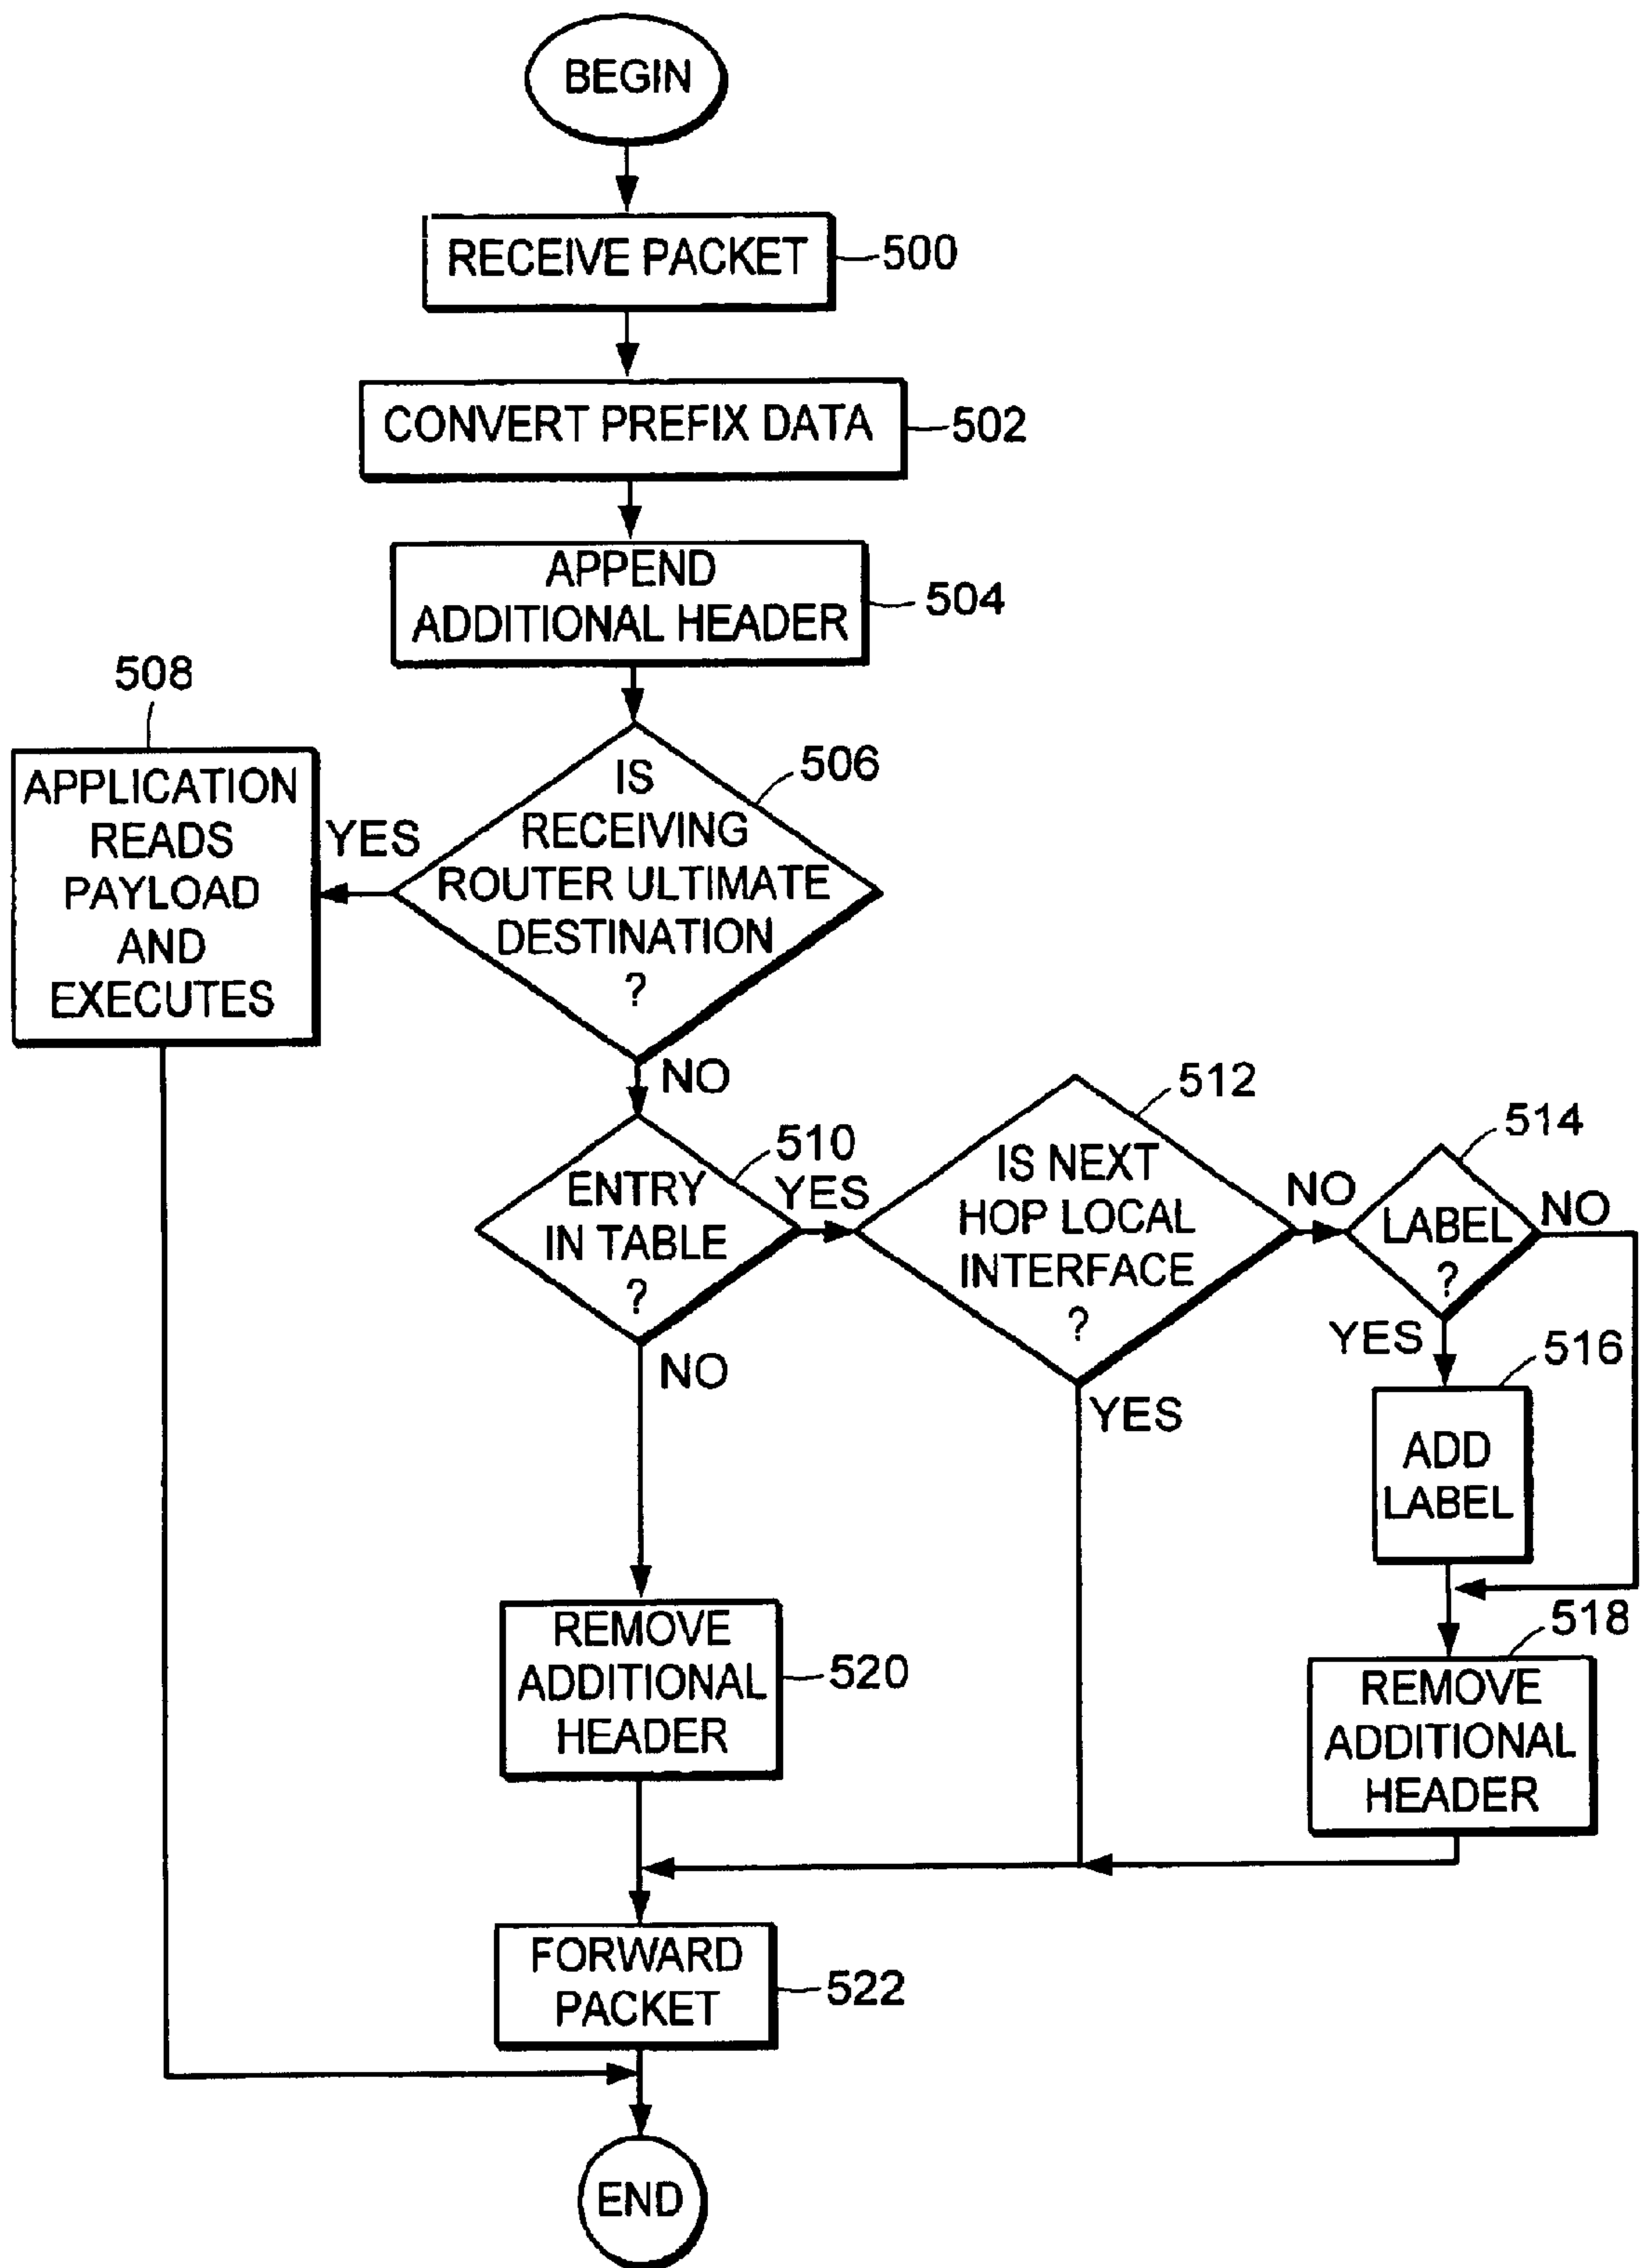 BEGIN
RECEIVE PACKET
500
CONVERT PREFIX DATA
502
APPEND
ADDITIONAL HEADER
504
508
APPLICATION
READS
PAYLOAD
AND
EXECUTES
YES
IS
RECEIVING
ROUTER ULTIMATE
DESTINATION
?
506
NO
ENTRY
IN TABLE
?
510
YES
NO
IS NEXT
HOP LOCAL
INTERFACE
?
512
NO
YES
LABEL
?
514
NO
YES
ADD
LABEL
516
REMOVE
ADDITIONAL
HEADER
518
REMOVE
ADDITIONAL
HEADER
520
FORWARD
PACKET
522
END